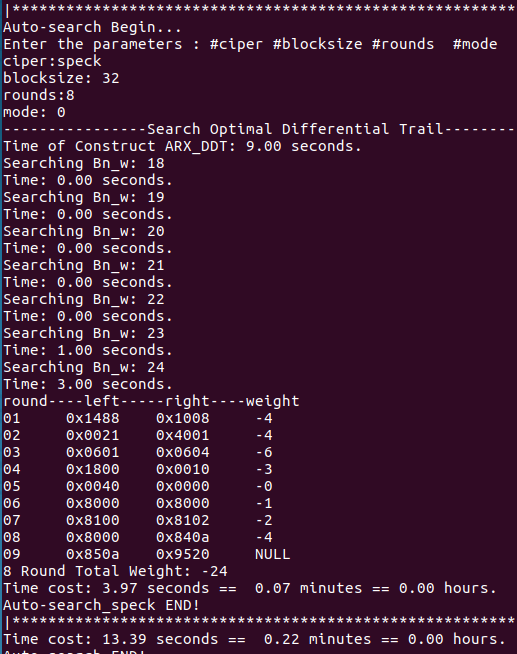 |*********************************************************
Auto-search Begin...
Enter the parameters : #ciper #blocksize #rounds  #mode
ciper:speck
blocksize: 32
rounds:8
mode: 0
----------------Search Optimal Differential Trail--------
Time of Construct ARX_DDT: 9.00 seconds.
Searching Bn_w: 18
Time: 0.00 seconds.
Searching Bn_w: 19
Time: 0.00 seconds.
Searching Bn_w: 20
Time: 0.00 seconds.
Searching Bn_w: 21
Time: 0.00 seconds.
Searching Bn_w: 22
Time: 0.00 seconds.
Searching Bn_w: 23
Time: 1.00 seconds.
Searching Bn_w: 24
Time: 3.00 seconds.
round----left-----right----weight
01     0x1488    0x1008     -4
02     0x0021    0x4001     -4
03     0x0601    0x0604     -6
04     0x1800    0x0010     -3
05     0x0040    0x0000     -0
06     0x8000    0x8000     -1
07     0x8100    0x8102     -2
08     0x8000    0x840a     -4
09     0x850a    0x9520     NULL
8 Round Total Weight: -24
Time cost: 3.97 seconds ==  0.07 minutes == 0.00 hours.
Auto-search_speck END!
|*********************************************************
Time cost: 13.39 seconds ==  0.22 minutes == 0.00 hours.
Auto-search END!